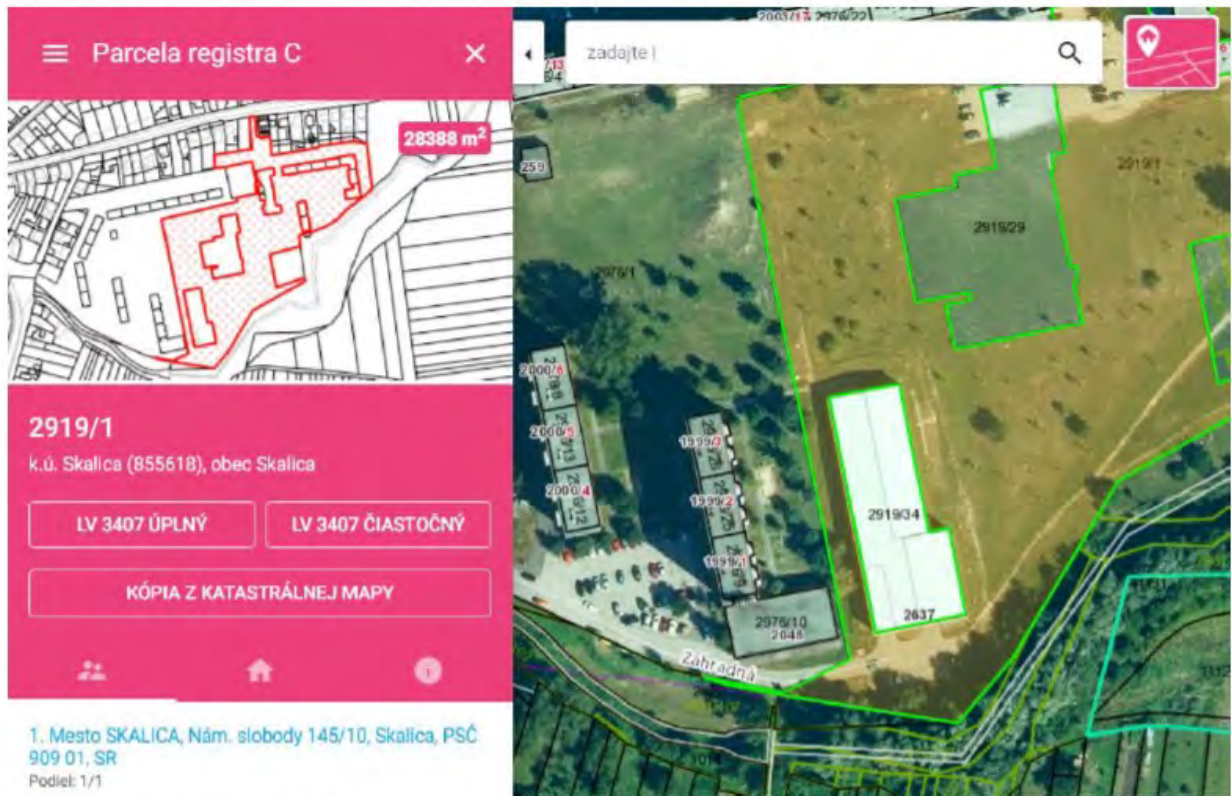 Parcela registra C
28388 m²
2919/1
k.ú. Skalica (855618), obec Skalica
LV 3407 ÚPLNÝ
LV 3407 ČIASTOČNÝ
KÓPIA Z KATASTRÁLNEJ MAPY
1. Mesto SKALICA, Nám. slobody 145/10, Skalica, PSČ
909 01, SR
Podiel: 1/1
zadajte
2976/22
259
2919/1
2919/29
2976/1
2000/6
2000/5
2000/4
1999/3
1999/2
1999/1
2919/34
2637
2976/10
2048
Záhradná